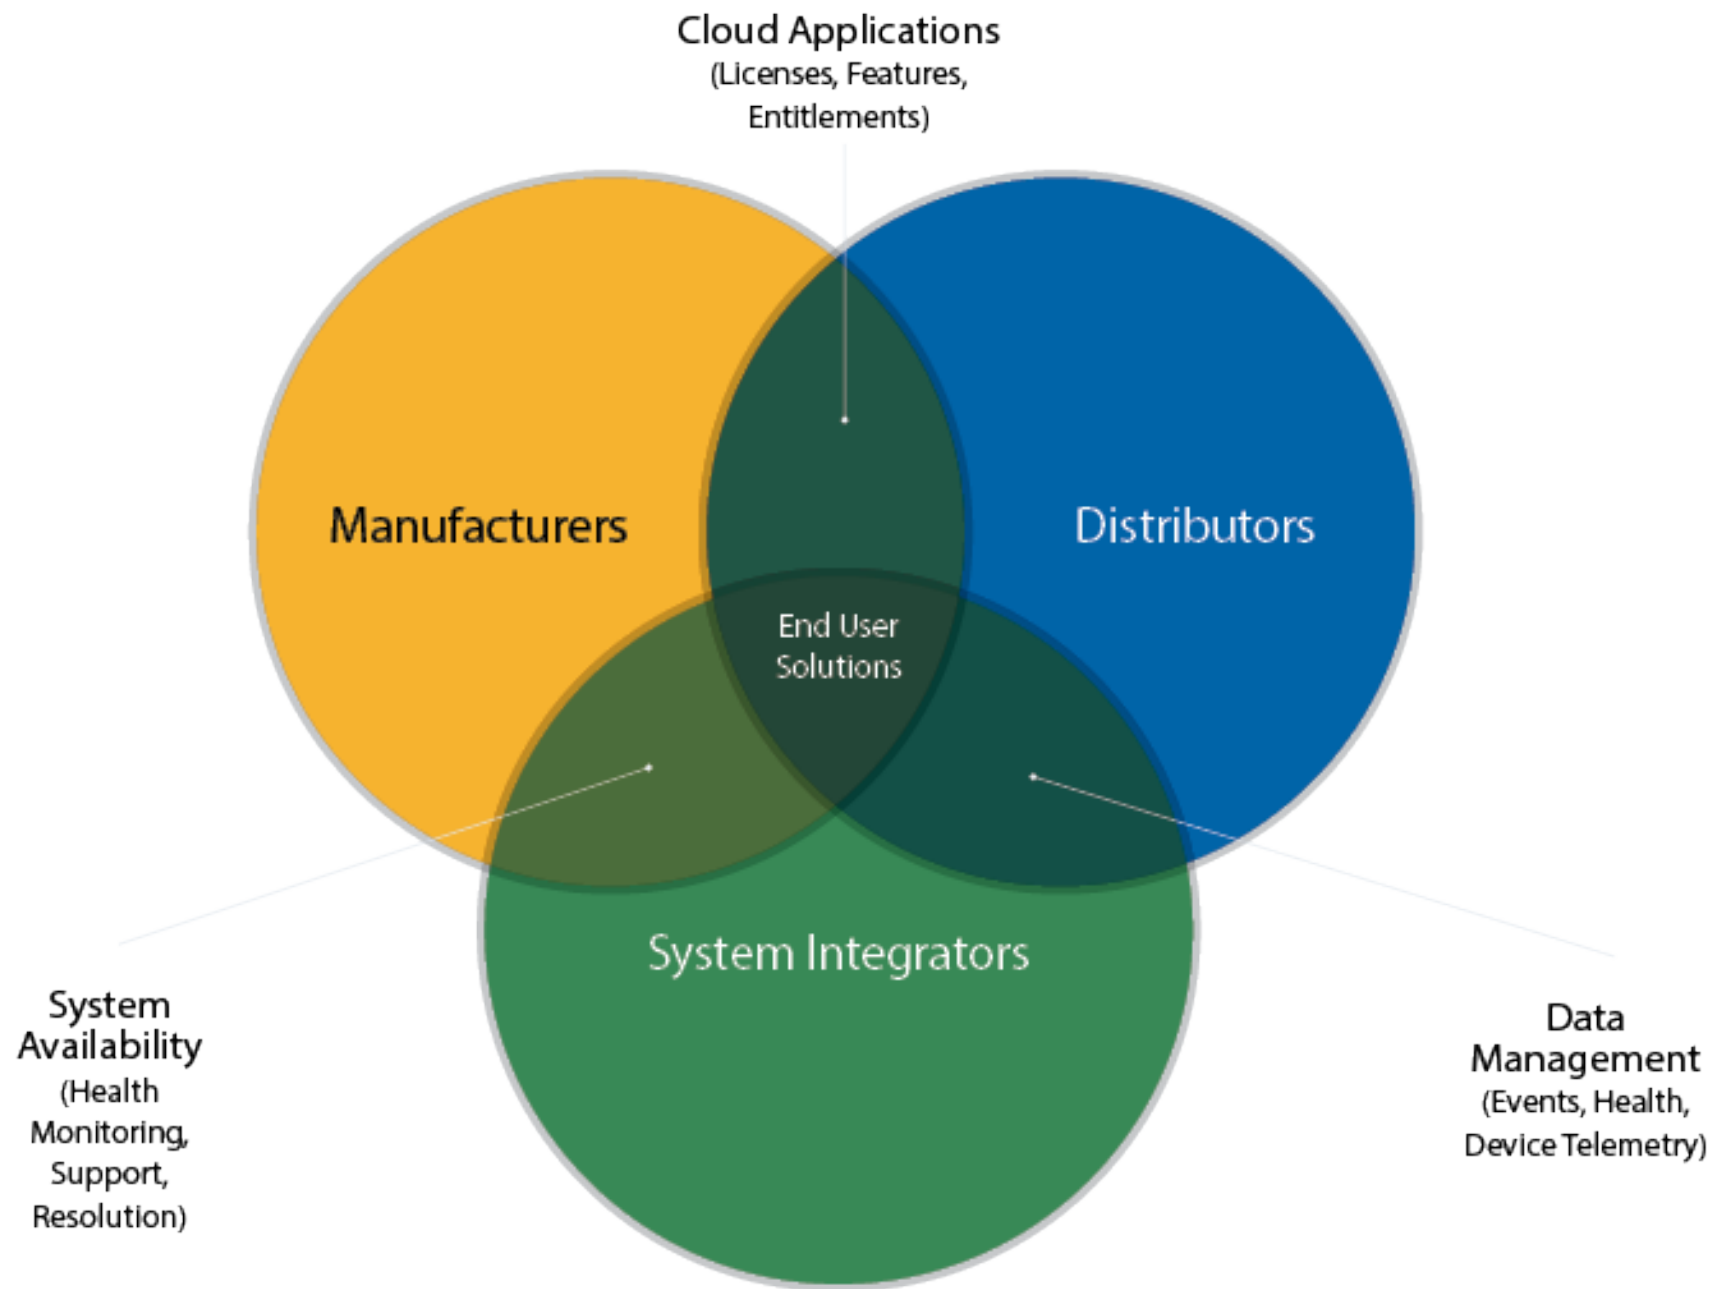 Cloud Applications
(Licenses, Features,
Entitlements)
Manufacturers
Distributors
End User
Solutions
System Integrators
System
Availability
(Health
Monitoring,
Support,
Resolution)
Data
Management
(Events, Health,
Device Telemetry)